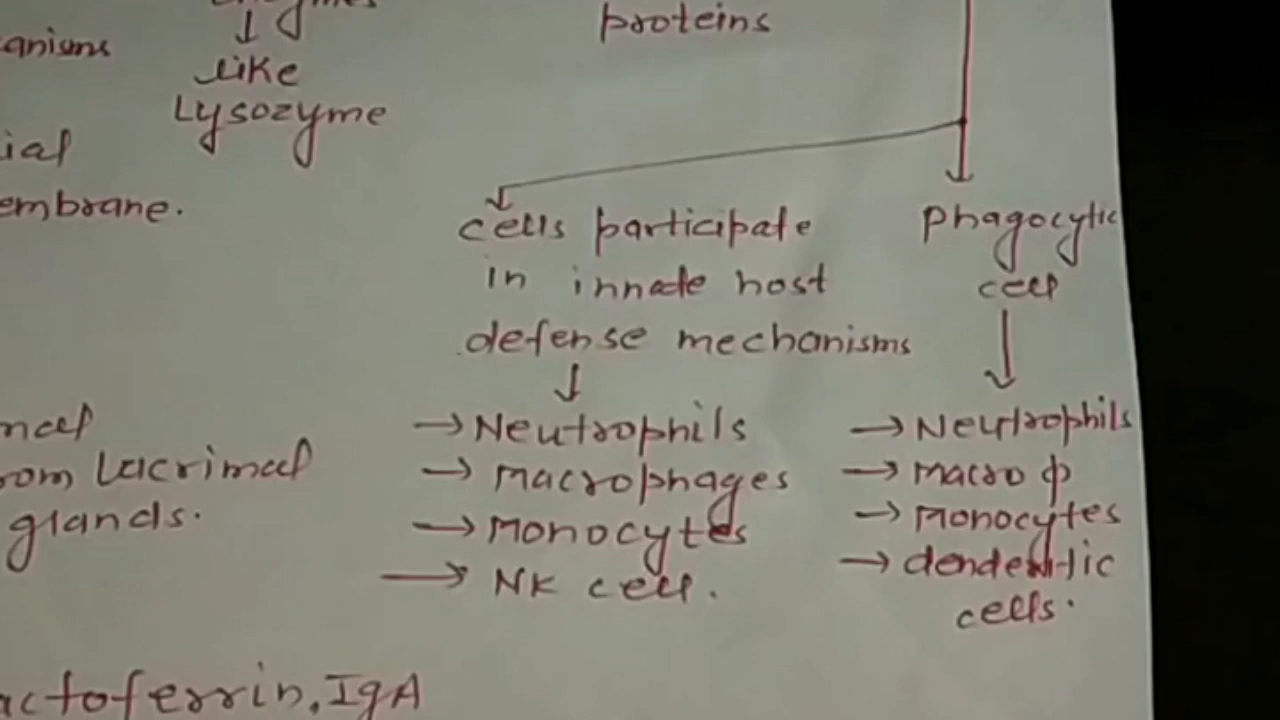 proteins
like
Lysozyme
cells participate
in innate host
defense mechanisms
→ Neutrophils
→ Macrophages
→ Monocytes
→ NK cell.
Phagocytic
cell
→ Neutrophils
→ Macro ф
→ Monocytes
→ dendritic
cells.
Lacrimal
glands.
IgA